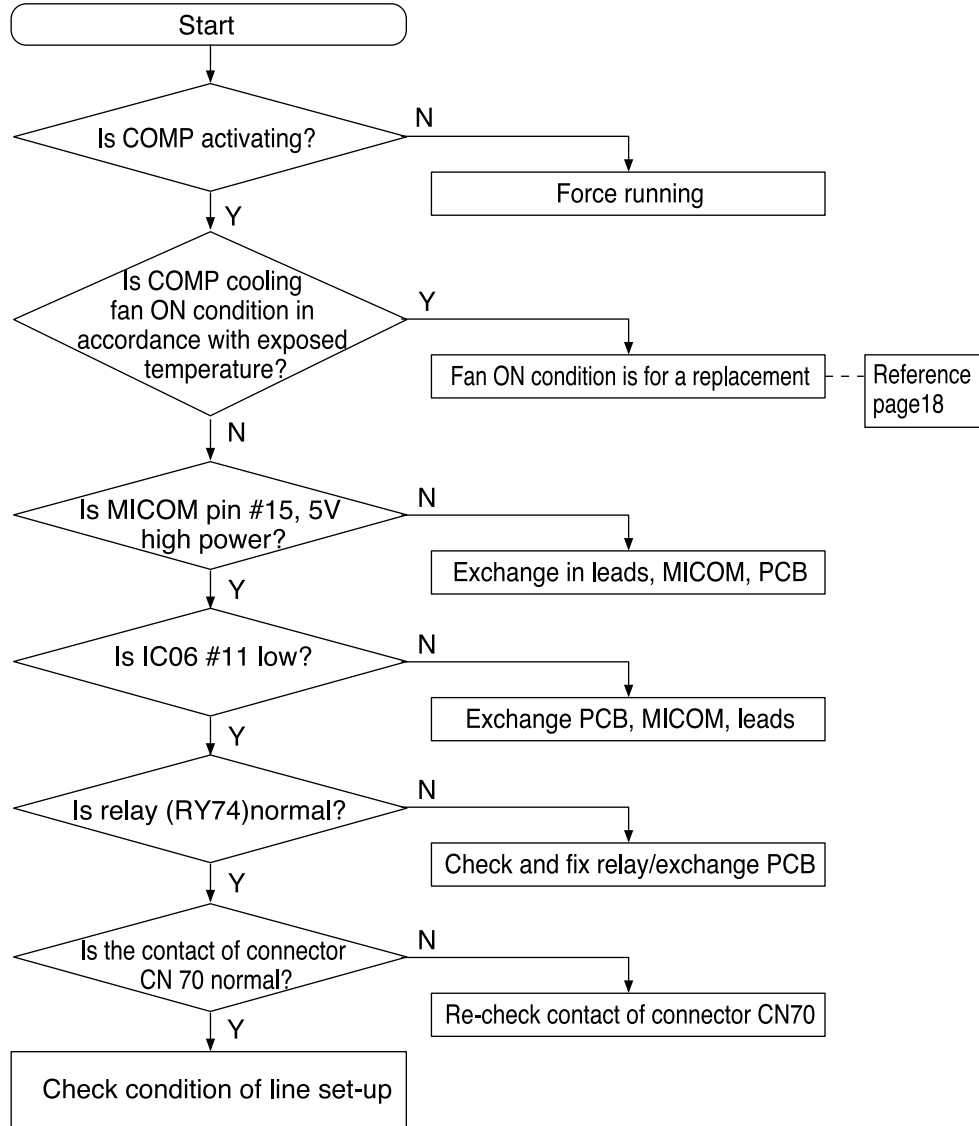 Start
Is COMP activating?
N
Force running
Y
Is COMP cooling
fan ON condition in
accordance with exposed
temperature?
Y
Fan ON condition is for a replacement
Reference
page18
N
Is MICOM pin #15, 5V
high power?
N
Exchange in leads, MICOM, PCB
Y
Is IC06 #11 low?
N
Exchange PCB, MICOM, leads
Y
Is relay (RY74)normal?
N
Check and fix relay/exchange PCB
Y
Is the contact of connector
CN 70 normal?
N
Re-check contact of connector CN70
Y
Check condition of line set-up